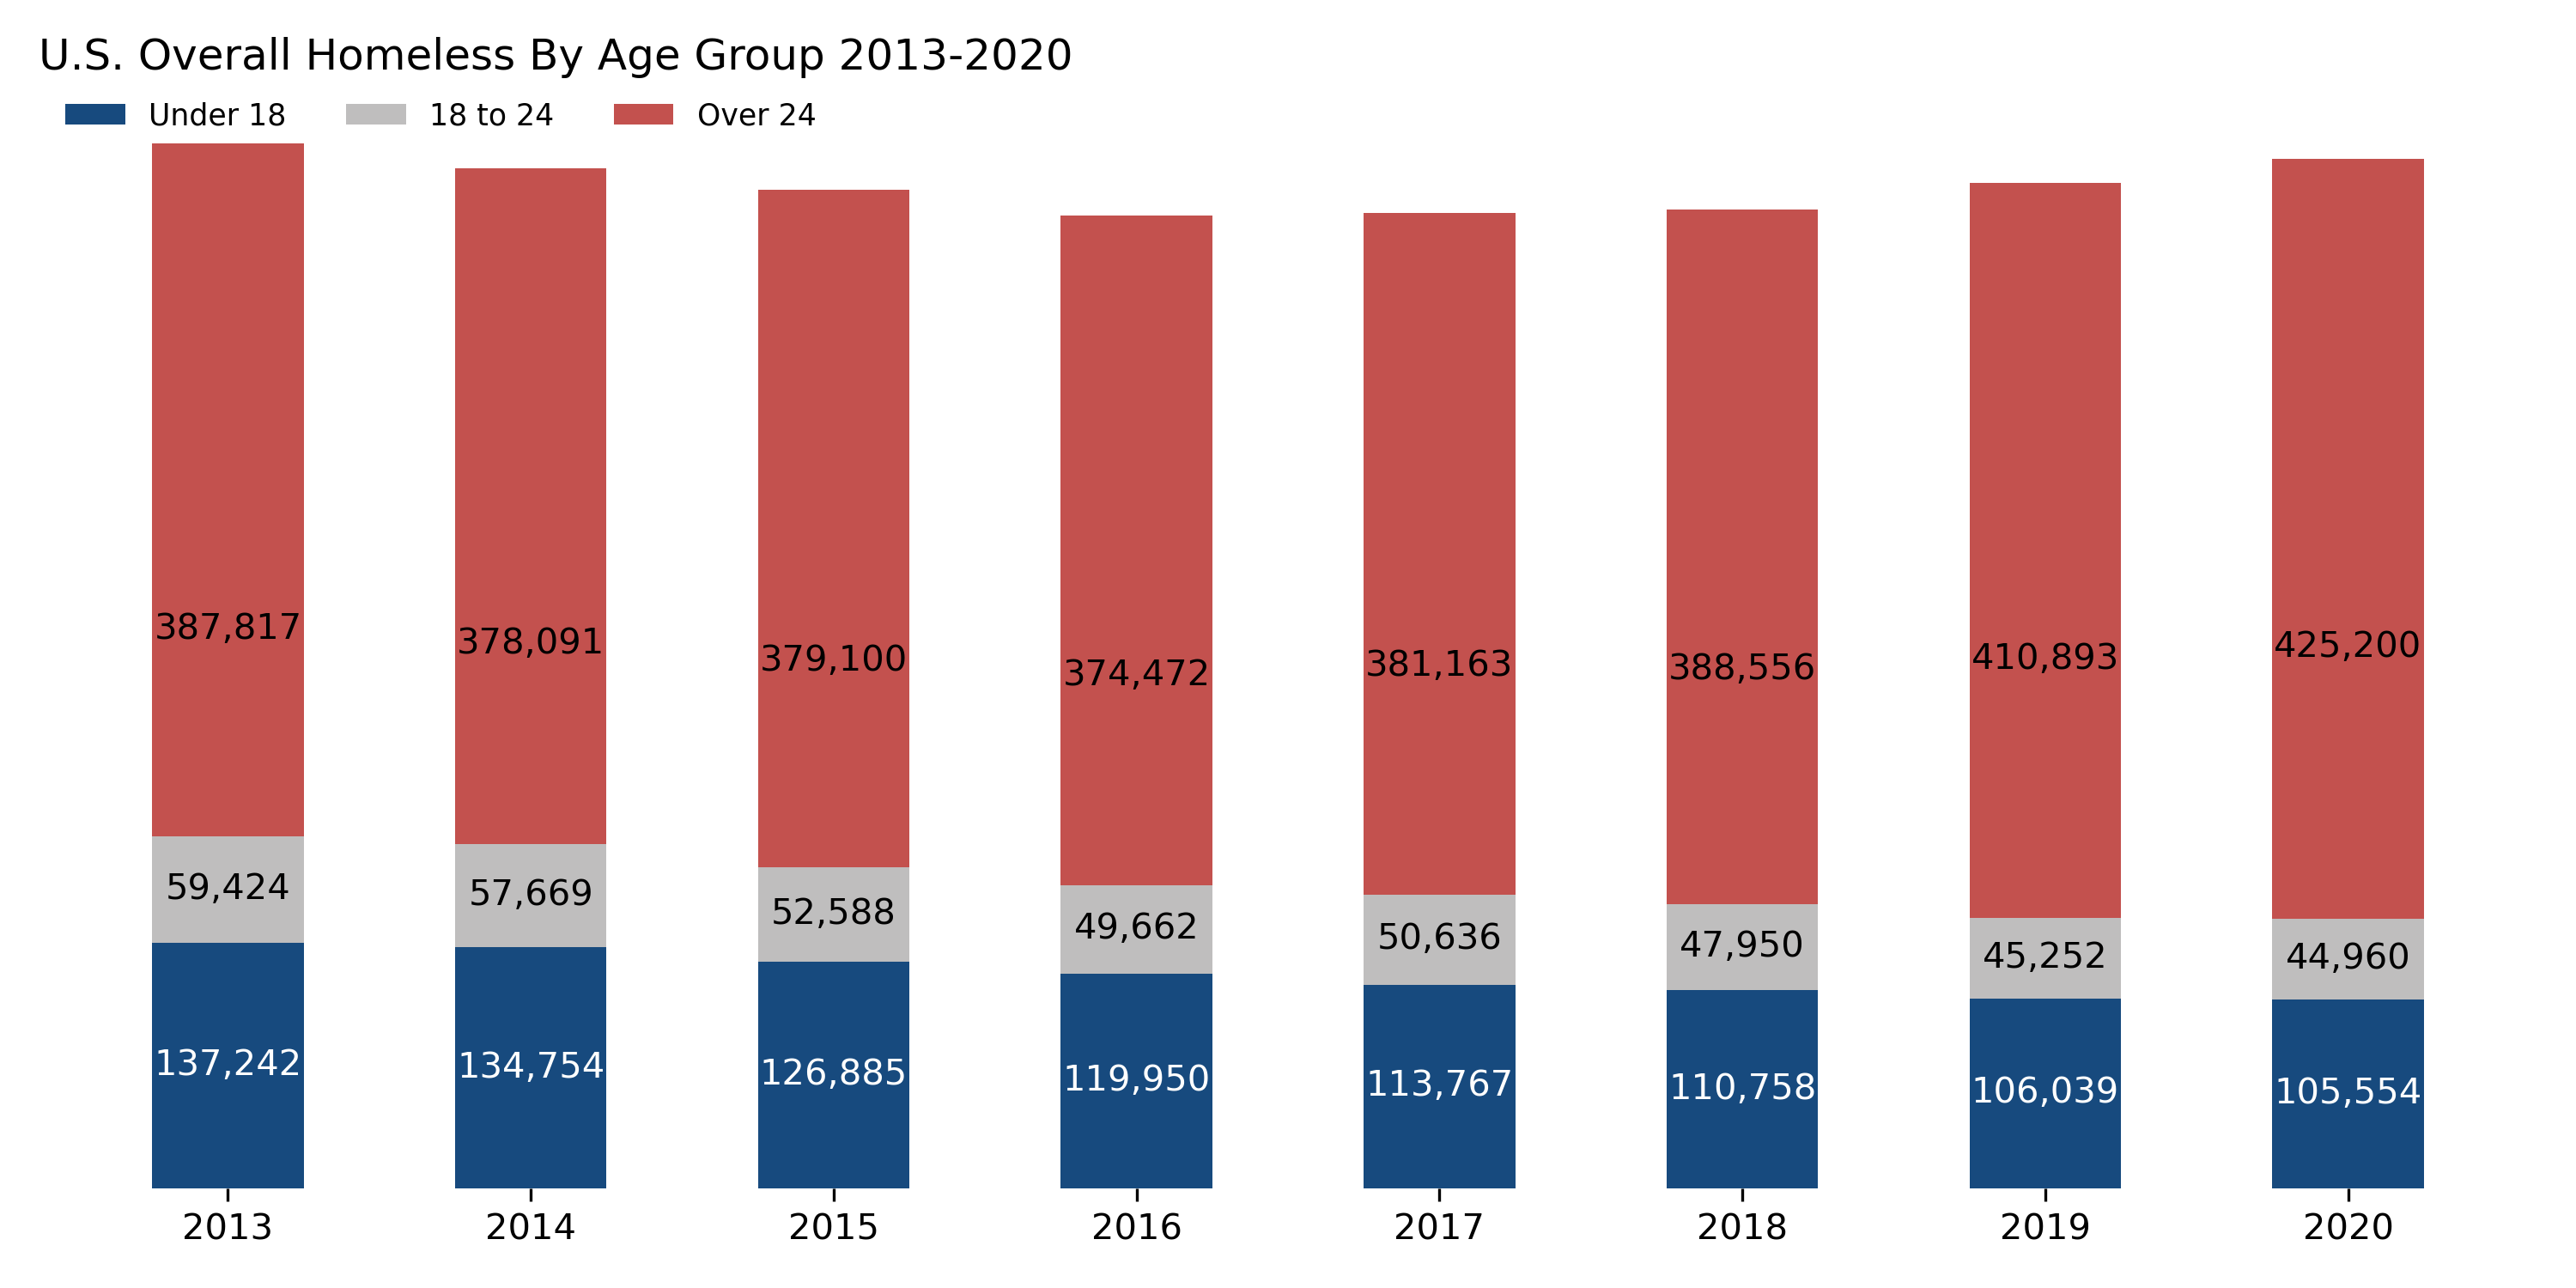 U.S. Overall Homeless By Age Group 2013-2020
Under 18 18 to 24 Over 24
387,817 378,091 379,100 374,472 381,163 388,556 410,893 425,200
59,424 57,669 52,588 49,662 50,636 47,950 45,252 44,960
137,242 134,754 126,885 119,950 113,767 110,758 106,039 105,554
2013 2014 2015 2016 2017 2018 2019 2020